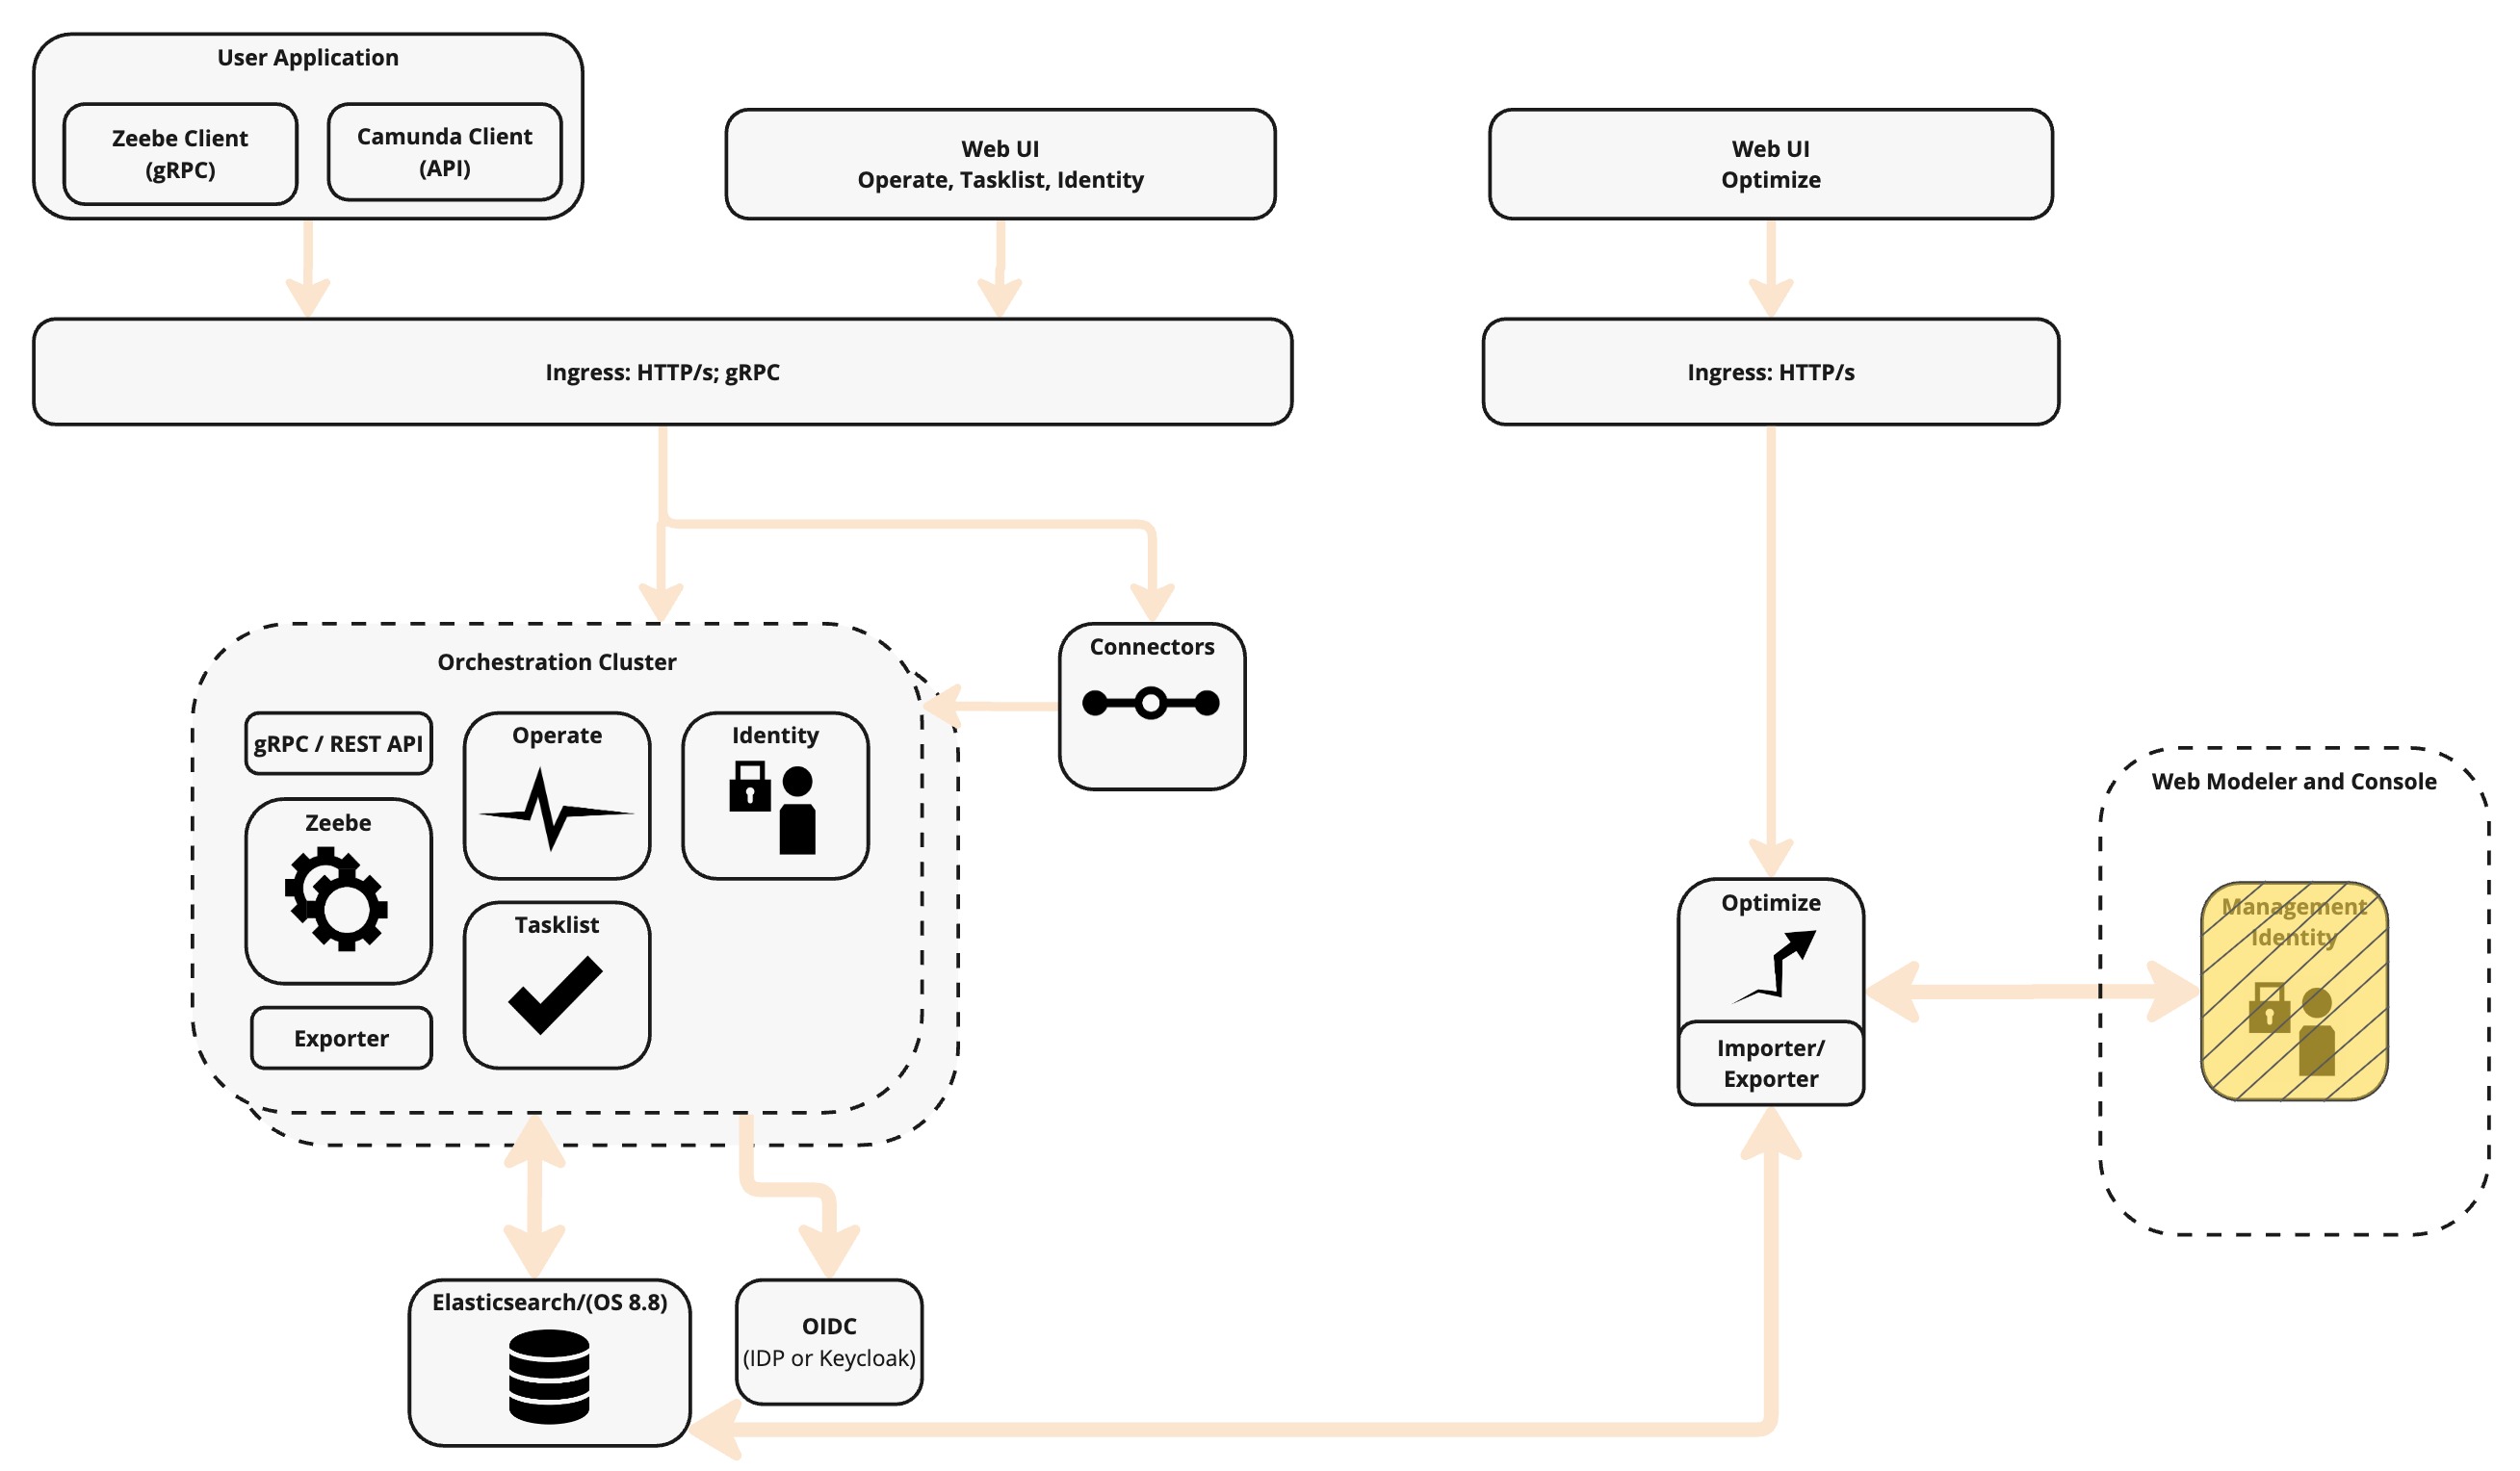 User Application
Zeebe Client
(gRPC)
Camunda Client
(API)
Web UI
Operate, Tasklist, Identity
Web UI
Optimize
Ingress: HTTP/s; gRPC
Ingress: HTTP/s
Orchestration Cluster
gRPC / REST API
Operate
Identity
Zeebe
Tasklist
Exporter
Connectors
Web Modeler and Console
Management
Identity
Optimize
Importer/
Exporter
Elasticsearch/(OS 8.8)
OIDC
(IDP or Keycloak)